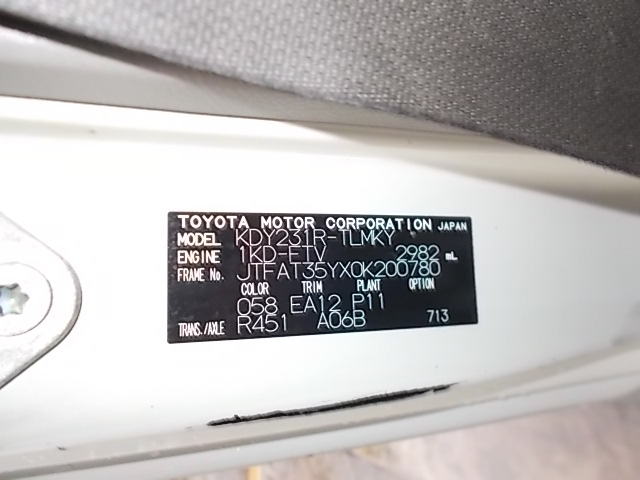 TOYOTA MOTOR CORPORATION JAPAN
MODEL KDY231R-TLMKY
ENGINE 1KD-FTV 2982 mL
FRAME No. JTFAT35YX0K200780
COLOR TRIM PLANT OPTION
058 EA12 P11
TRANS./AXLE R451 A06B 713